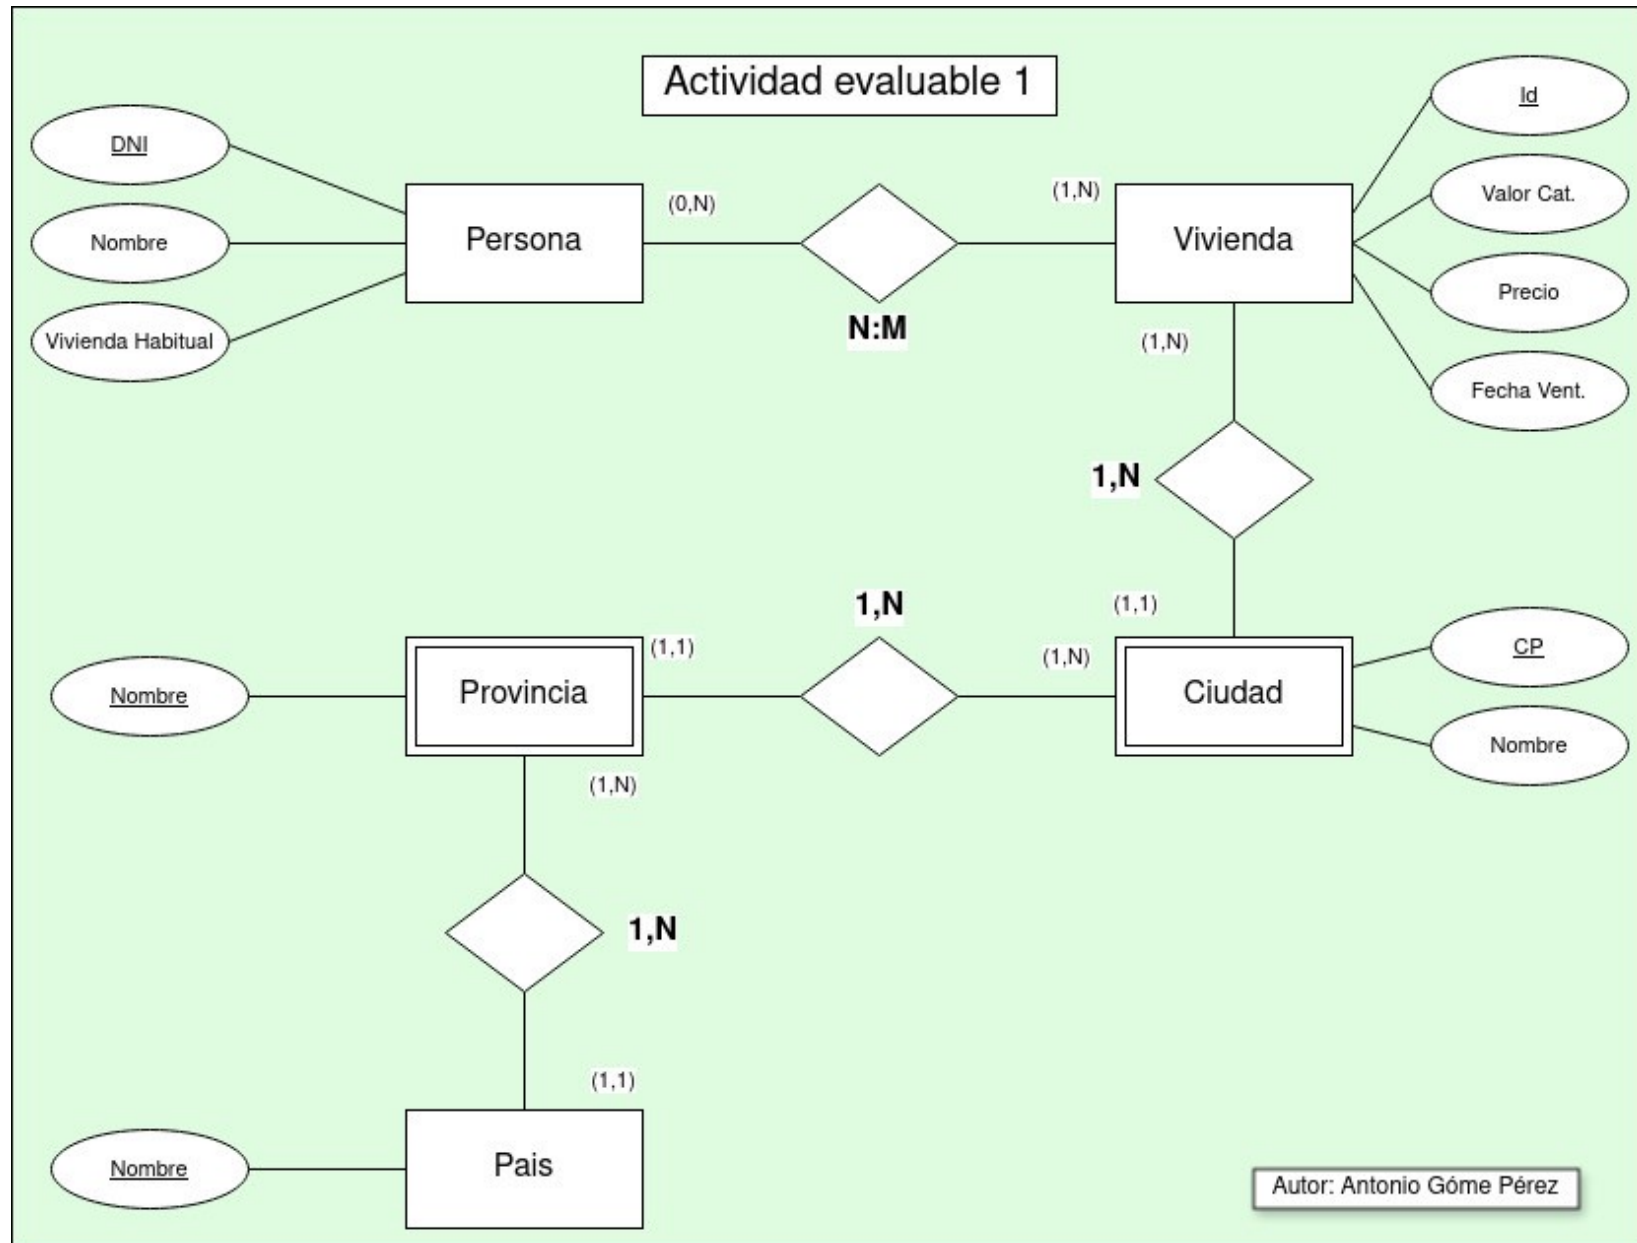 Actividad evaluable 1
DNI
Nombre
Vivienda Habitual
Persona
(0,N)
N:M
(1,N)
Vivienda
Id
Valor Cat.
Precio
Fecha Vent.
(1,N)
1,N
(1,1)
Nombre
Provincia
(1,1)
1,N
(1,N)
Ciudad
CP
Nombre
(1,N)
1,N
(1,1)
Nombre
Pais
Autor: Antonio Góme Pérez